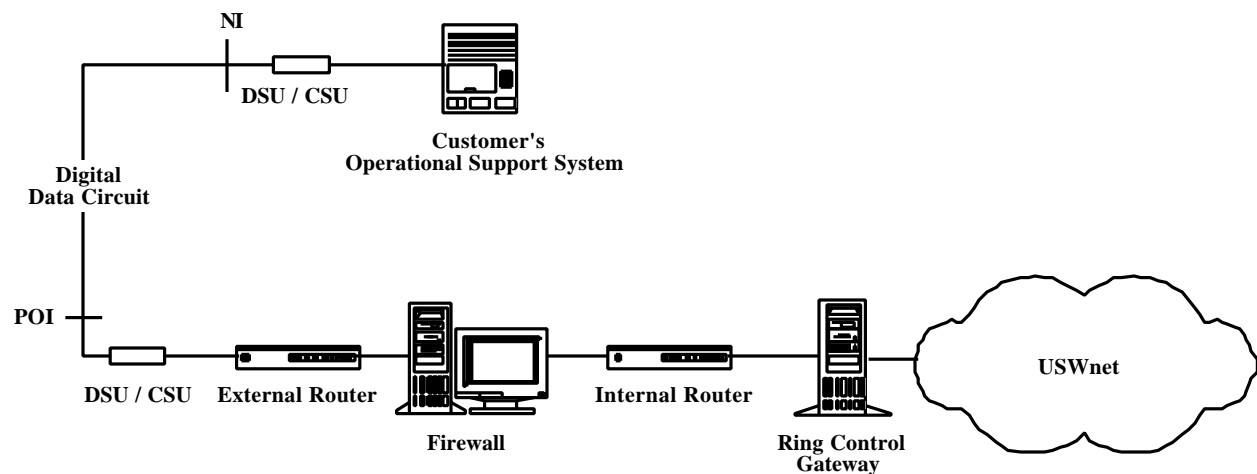 NI
DSU / CSU
Customer's
Operational Support System
Digital
Data Circuit
POI
DSU / CSU
External Router
Firewall
Internal Router
Ring Control
Gateway
USWnet